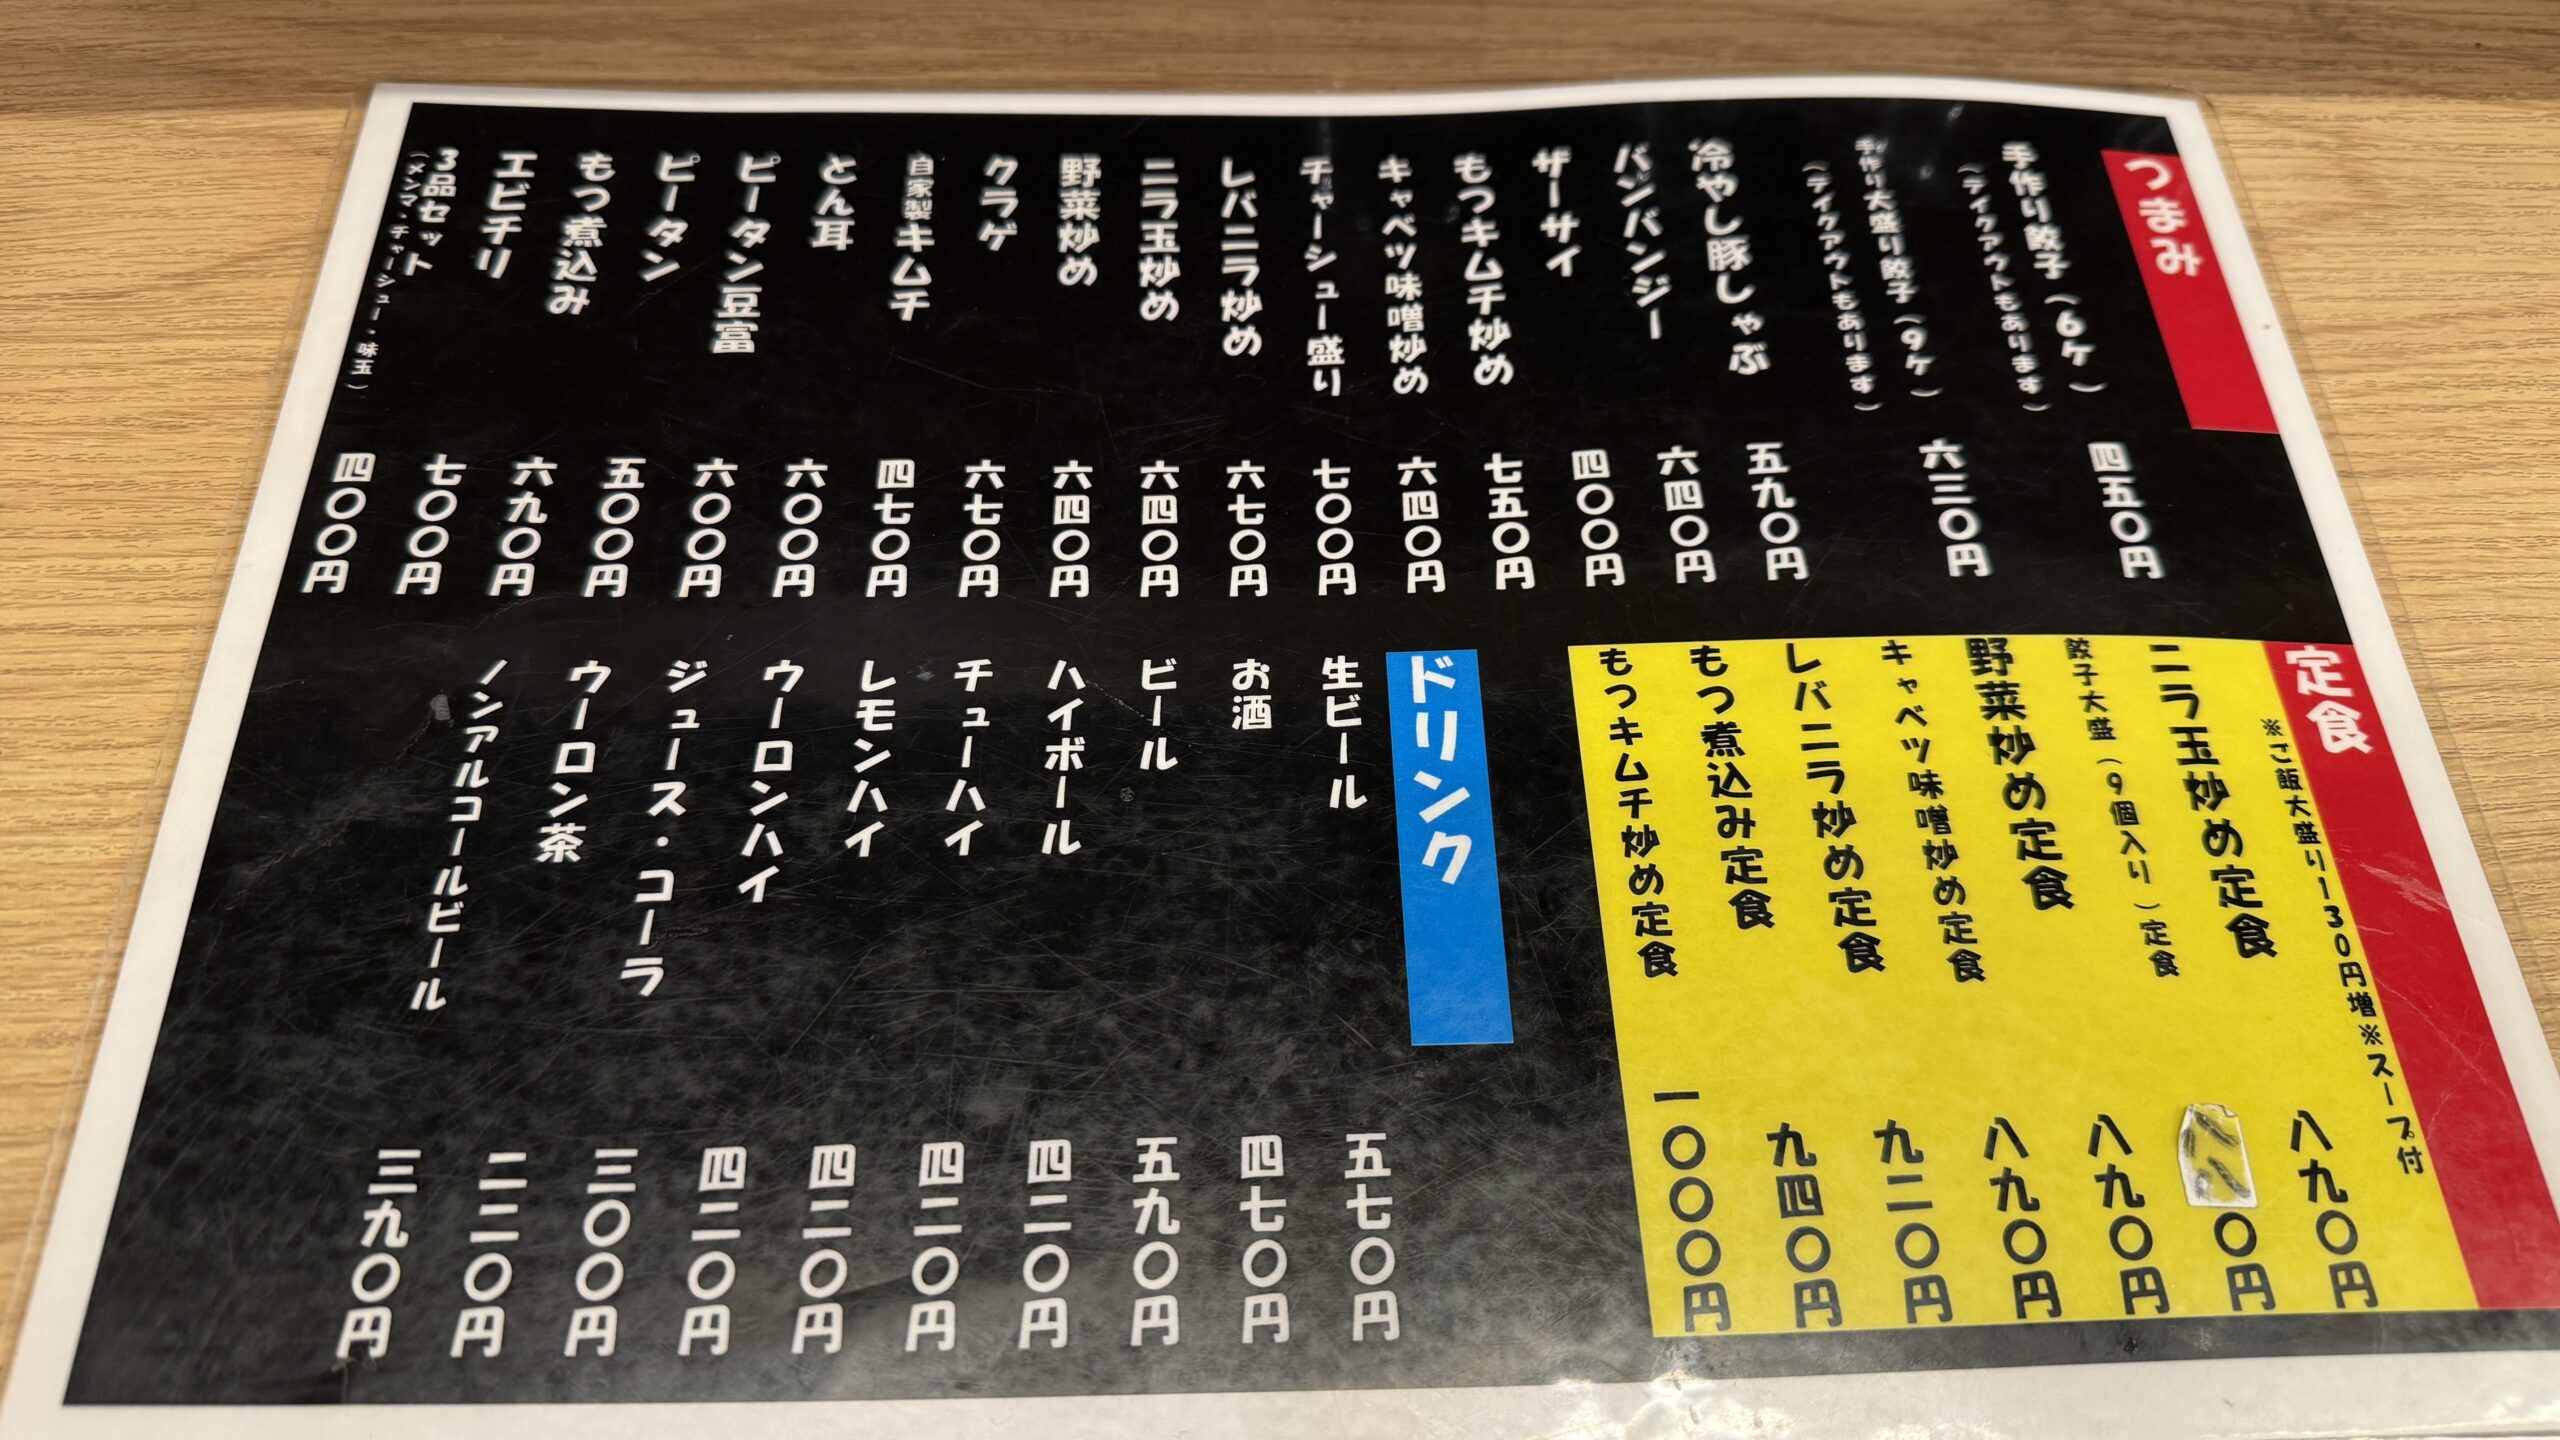 つまみ
手作り餃子（6ケ） 四五〇円
（テイクアウトもあります）
手作り大盛り餃子（9ケ） 六三〇円
（テイクアウトもあります）
冷やし豚しゃぶ 五九〇円
バンバンジー 六四〇円
ザーサイ 四〇〇円
もつキムチ炒め 七五〇円
キャベツ味噌炒め 六四〇円
チャーシュー盛り 七〇〇円
レバニラ炒め 六七〇円
ニラ玉炒め 六四〇円
野菜炒め 六四〇円
クラゲ 六七〇円
自家製キムチ 四七〇円
とん耳 六〇〇円
ピータン豆富 六〇〇円
ピータン 五〇〇円
もつ煮込み 六九〇円
エビチリ 七〇〇円
3品セット 四〇〇円
（メンマ・チャーシュー・味玉）
定食
※ご飯大盛り130円増※スープ付
ニラ玉炒め定食 八九〇円
餃子大盛（9個入り）定食 〇円
野菜炒め定食 八九〇円
キャベツ味噌炒め定食 八九〇円
レバニラ炒め定食 九二〇円
もつ煮込み定食 九四〇円
もつキムチ炒め定食 一〇〇〇円
ドリンク
生ビール 五七〇円
お酒 四七〇円
ビール 五九〇円
ハイボール 四二〇円
チューハイ 四二〇円
レモンハイ 四二〇円
ウーロンハイ 四二〇円
ジュース・コーラ 三〇〇円
ウーロン茶 二二〇円
ノンアルコールビール 三九〇円